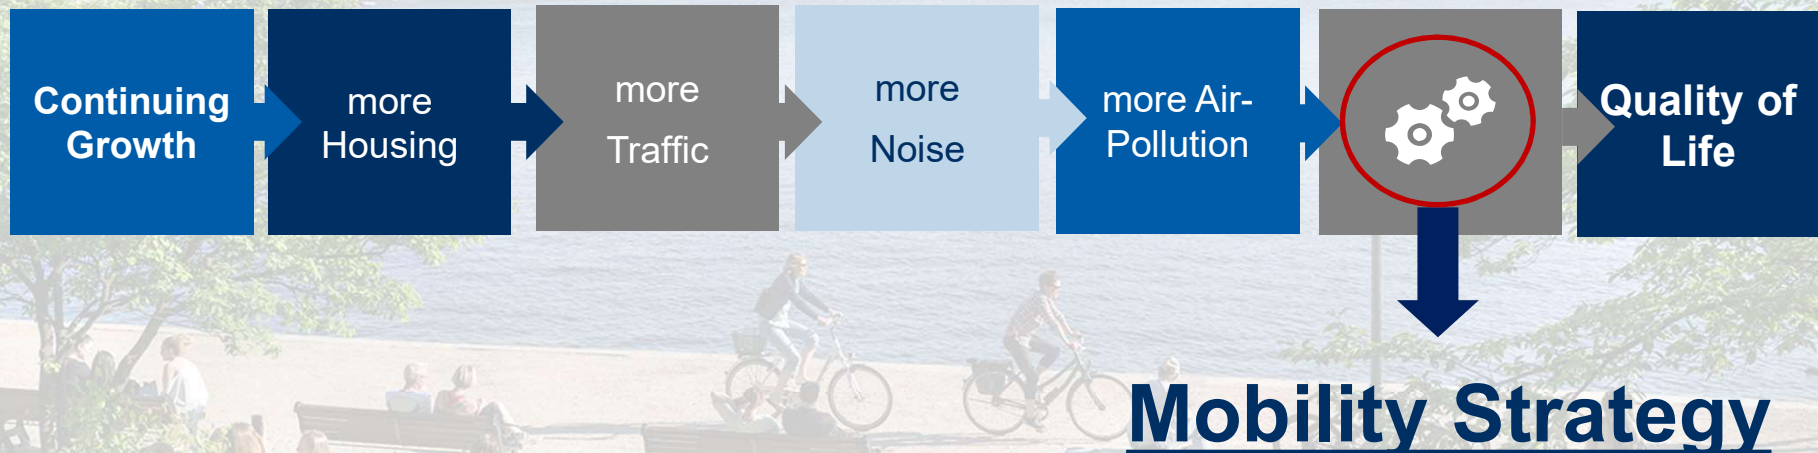 Continuing
Growth
more
Housing
more
Traffic
more
Noise
more Air-
Pollution
Quality of
Life
Mobility Strategy